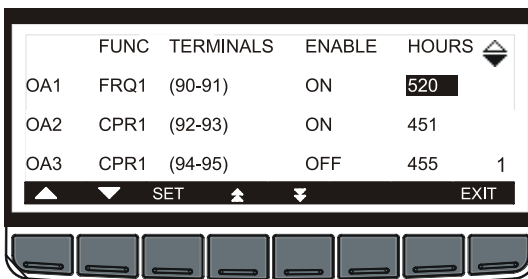 FUNC TERMINALS ENABLE HOURS
OA1 FRQ1 (90-91) ON 520
OA2 CPR1 (92-93) ON 451
OA3 CPR1 (94-95) OFF 455 1
SET EXIT